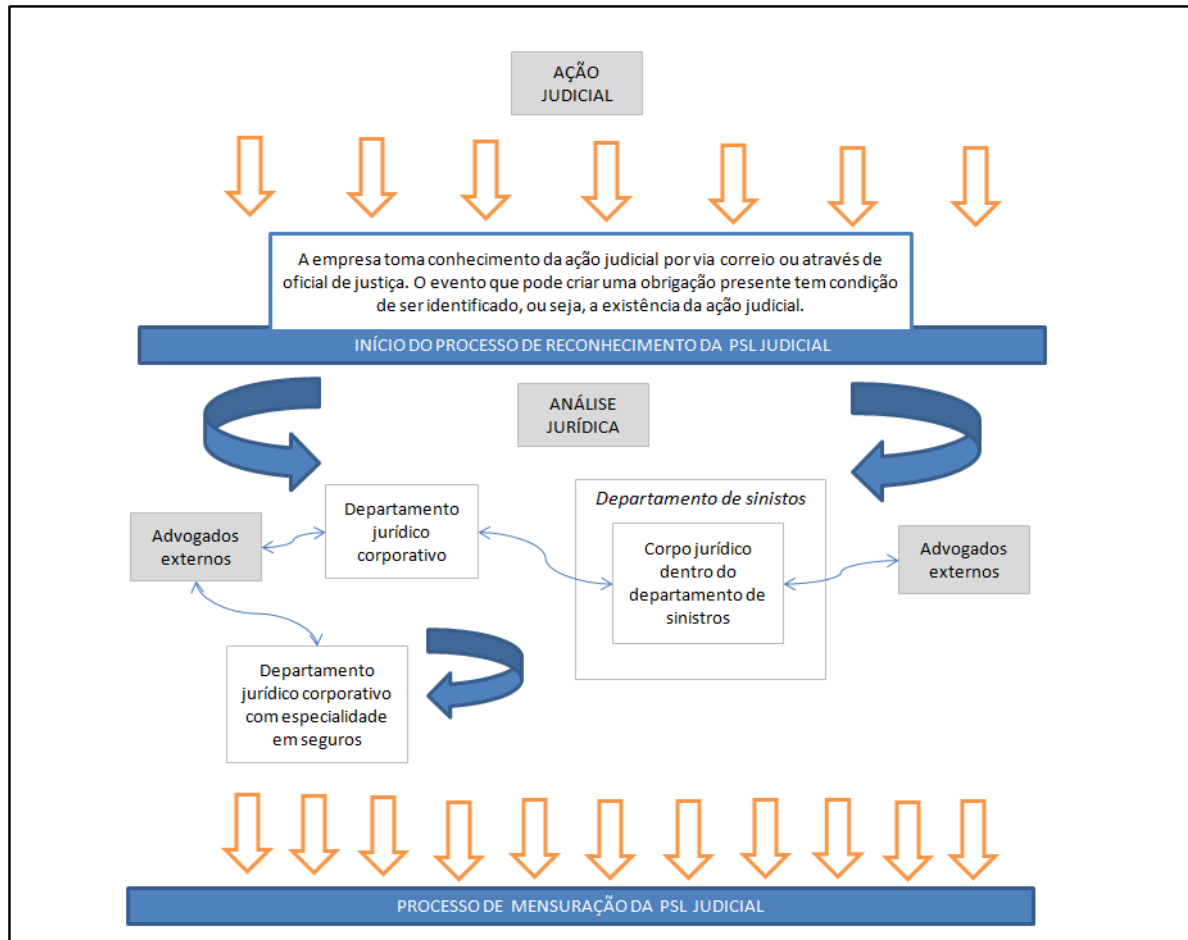 AÇÃO
JUDICIAL
A empresa toma conhecimento da ação judicial por via correio ou através de
oficial de justiça. O evento que pode criar uma obrigação presente tem condição
de ser identificado, ou seja, a existência da ação judicial.
INÍCIO DO PROCESSO DE RECONHECIMENTO DA PSL JUDICIAL
ANÁLISE
JURÍDICA
Advogados
externos
Departamento
jurídico
corporativo
Departamento de sinistos
Corpo jurídico
dentro do
departamento de
sinistros
Advogados
externos
Departamento
jurídico corporativo
com especialidade
em seguros
PROCESSO DE MENSURAÇÃO DA PSL JUDICIAL